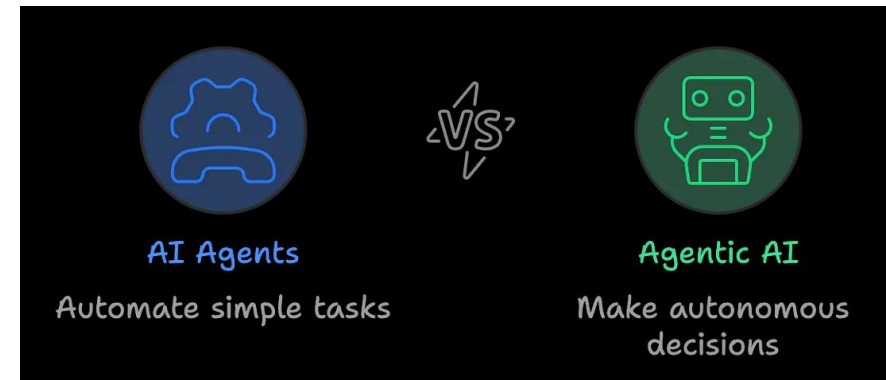 VS
AI Agents
Agentic AI
Automate simple tasks
Make autonomous
decisions